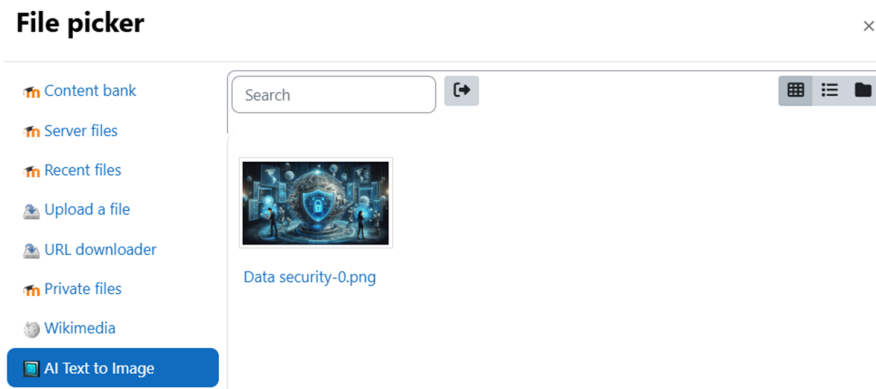 File picker
Content bank
Server files
Recent files
Upload a file
URL downloader
Private files
Wikimedia
AI Text to Image
Search
Data security-0.png